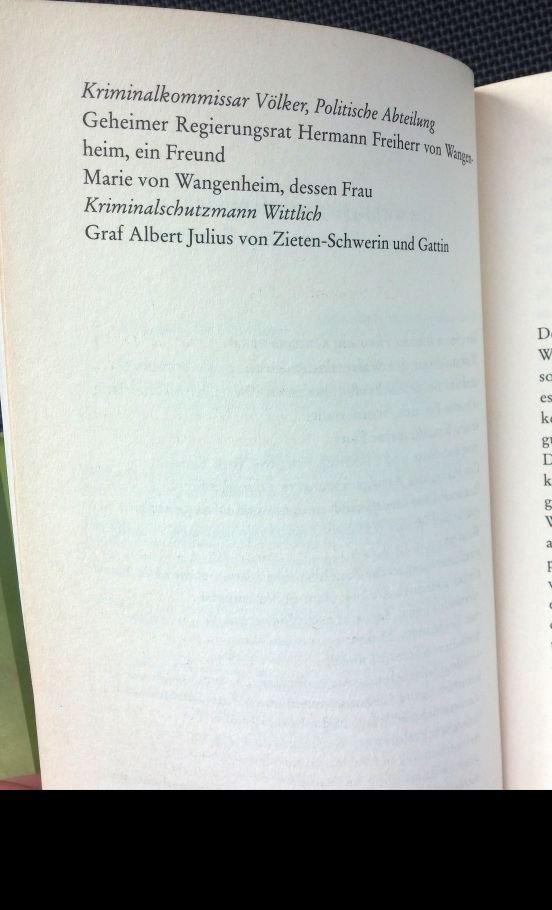 Kriminalkommissar Völker, Politische Abteilung
Geheimer Regierungsrat Hermann Freiherr von Wangen-
heim, ein Freund
Marie von Wangenheim, dessen Frau
Kriminalschutzmann Wittlich
Graf Albert Julius von Zieten-Schwerin und Gattin